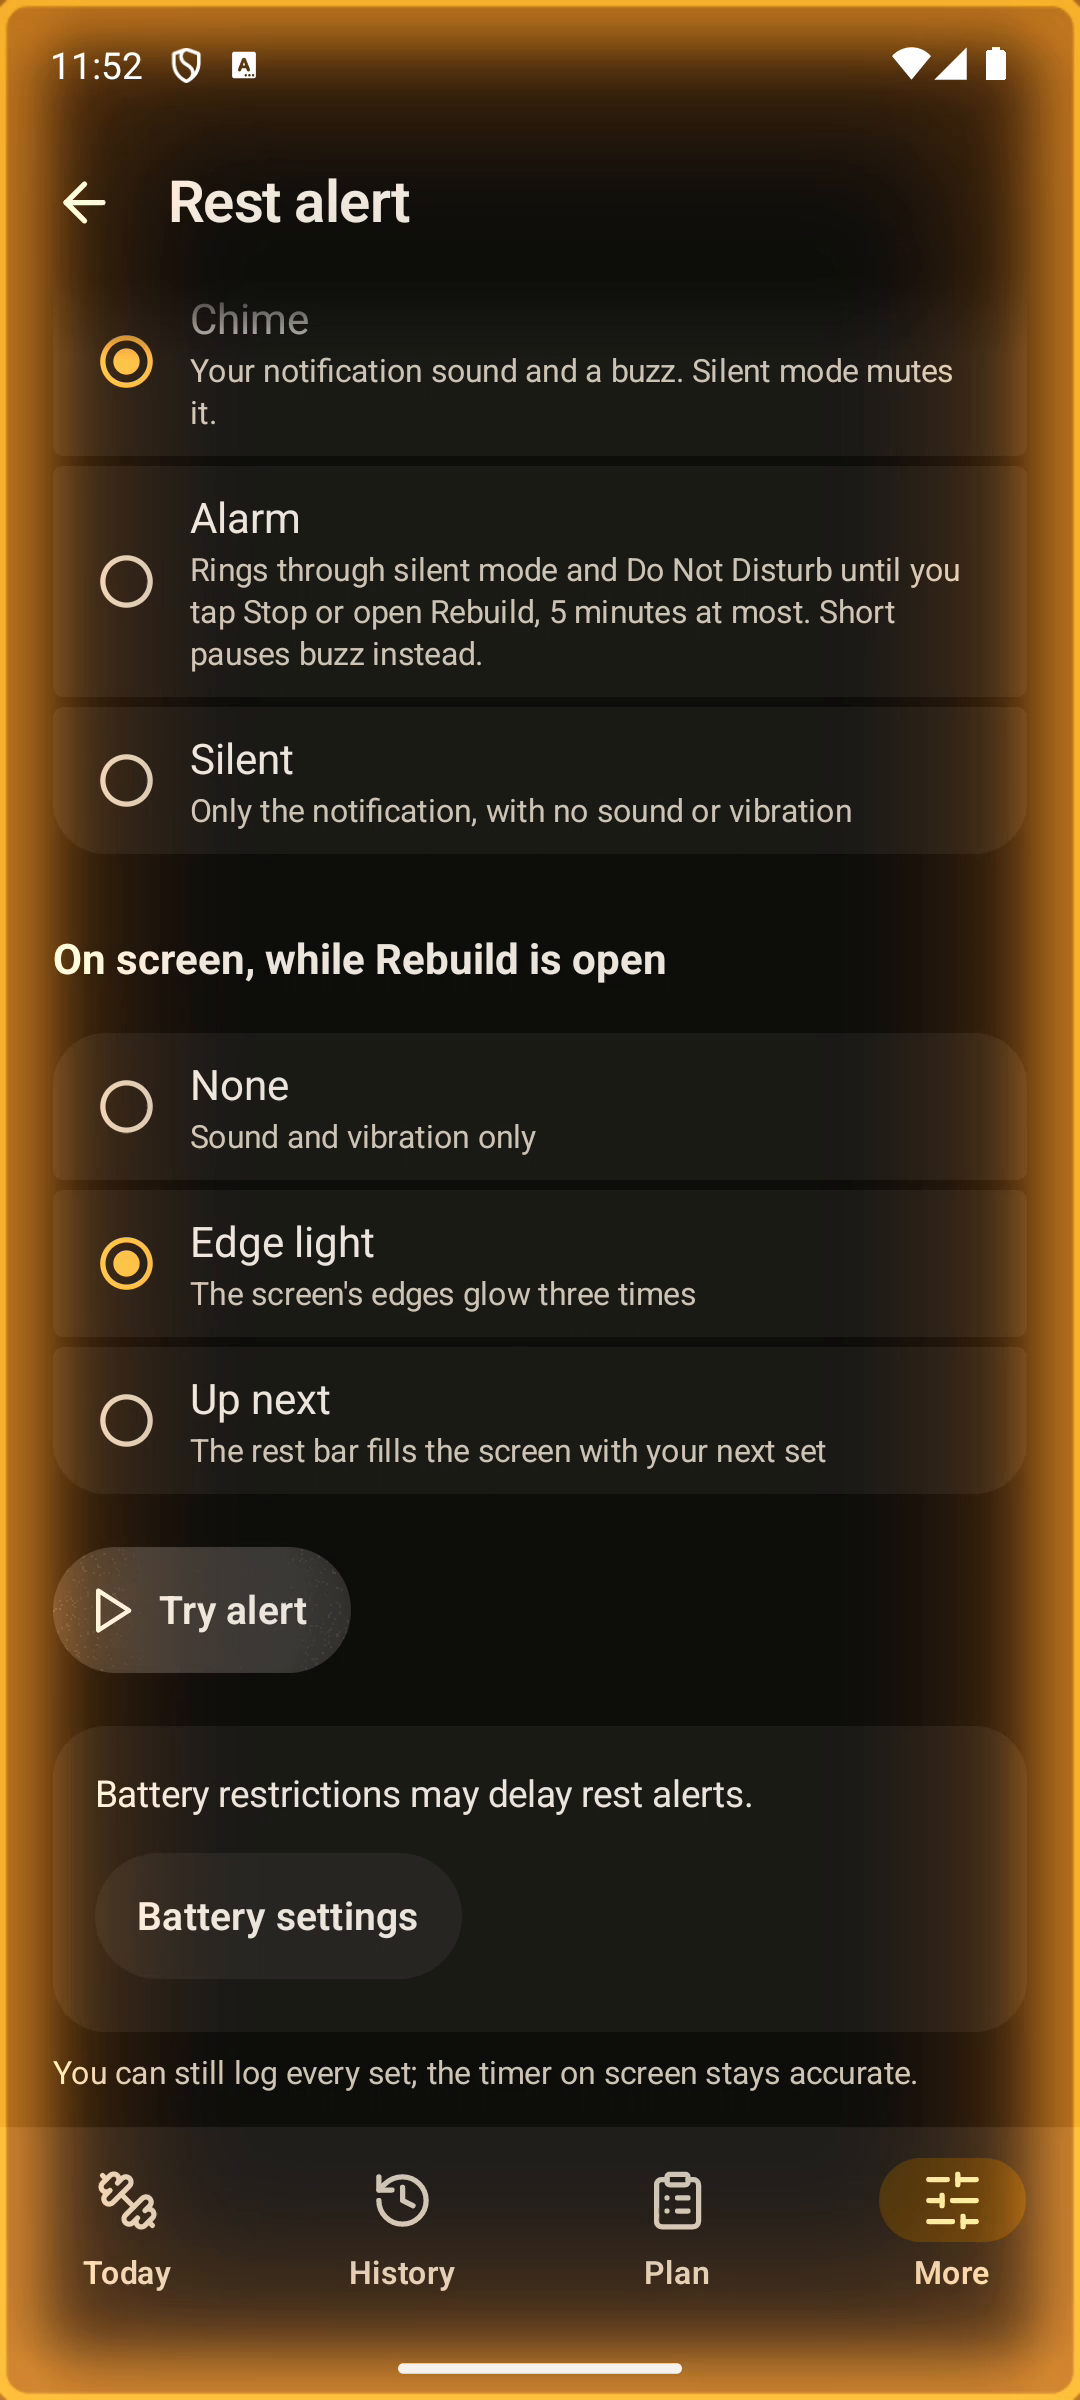 11:52
Rest alert
Chime
Your notification sound and a buzz. Silent mode mutes
it.
Alarm
Rings through silent mode and Do Not Disturb until you
tap Stop or open Rebuild, 5 minutes at most. Short
pauses buzz instead.
Silent
Only the notification, with no sound or vibration
On screen, while Rebuild is open
None
Sound and vibration only
Edge light
The screen's edges glow three times
Up next
The rest bar fills the screen with your next set
Try alert
Battery restrictions may delay rest alerts.
Battery settings
You can still log every set; the timer on screen stays accurate.
Today
History
Plan
More